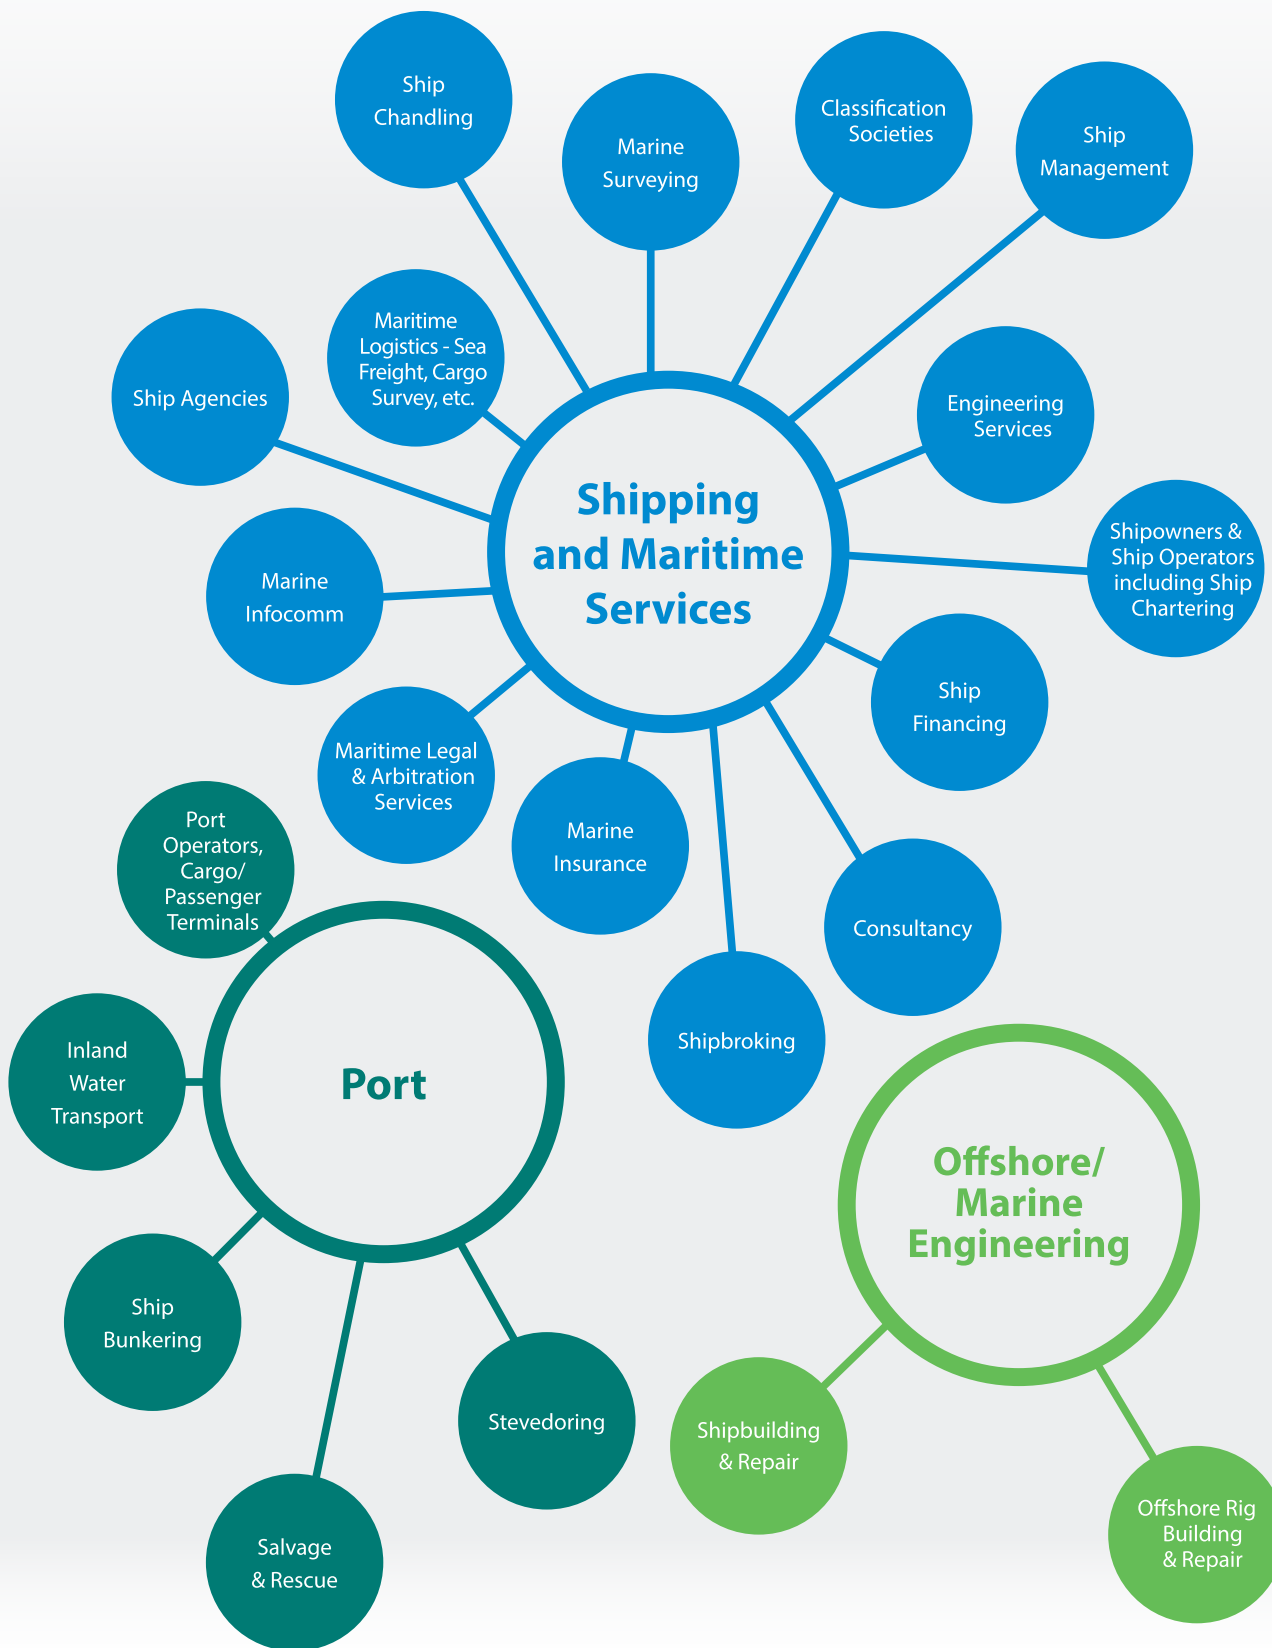 Ship
Chandling
Marine
Surveying
Classification
Societies
Ship
Management
Maritime
Logistics - Sea
Freight, Cargo
Survey, etc.
Ship Agencies
Engineering
Services
Shipping
and Maritime
Services
Shipowners &
Ship Operators
including Ship
Chartering
Marine
Infocomm
Ship
Financing
Maritime Legal
& Arbitration
Services
Marine
Insurance
Consultancy
Shipbroking
Port
Operators,
Cargo/
Passenger
Terminals
Inland
Water
Transport
Port
Ship
Bunkering
Stevedoring
Salvage
& Rescue
Offshore/
Marine
Engineering
Shipbuilding
& Repair
Offshore Rig
Building
& Repair